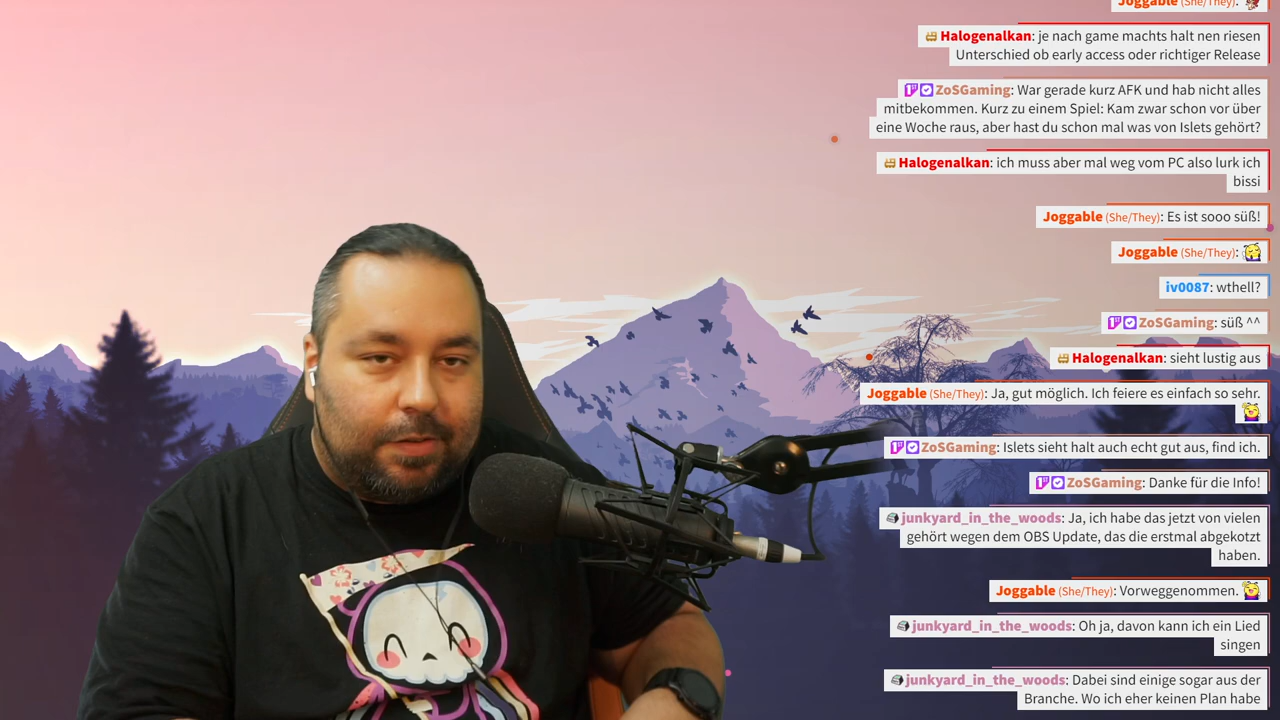 Joggable (She/They):
Halogenalkan: je nach game machts halt nen riesen
Unterschied ob early access oder richtiger Release
ZoSGaming: War gerade kurz AFK und hab nicht alles
mitbekommen. Kurz zu einem Spiel: Kam zwar schon vor über
eine Woche raus, aber hast du schon mal was von Islets gehört?
Halogenalkan: ich muss aber mal weg vom PC also lurk ich
bissi
Joggable (She/They): Es ist sooo süß!
Joggable (She/They):
iv0087: wthell?
ZoSGaming: süß ^^
Halogenalkan: sieht lustig aus
Joggable (She/They): Ja, gut möglich. Ich feiere es einfach so sehr.
ZoSGaming: Islets sieht halt auch echt gut aus, find ich.
ZoSGaming: Danke für die Info!
junkyard_in_the_woods: Ja, ich habe das jetzt von vielen
gehört wegen dem OBS Update, das die erstmal abgekotzt
haben.
Joggable (She/They): Vorweggenommen.
junkyard_in_the_woods: Oh ja, davon kann ich ein Lied
singen
junkyard_in_the_woods: Dabei sind einige sogar aus der
Branche. Wo ich eher keinen Plan habe